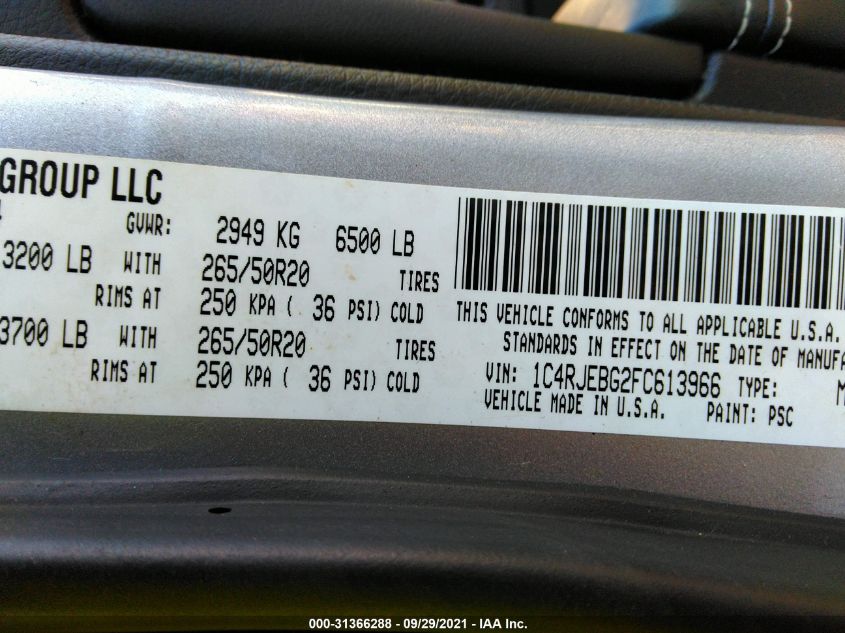 GROUP LLC
GVWR: 2949 KG 6500 LB
3200 LB WITH 265/50R20 TIRES
RIMS AT 250 KPA ( 36 PSI) COLD
3700 LB WITH 265/50R20 TIRES
RIMS AT 250 KPA ( 36 PSI) COLD
THIS VEHICLE CONFORMS TO ALL APPLICABLE U.S.A.
STANDARDS IN EFFECT ON THE DATE OF MANUFA
VIN: 1C4RJEBG2FC613966 TYPE: M
VEHICLE MADE IN U.S.A. PAINT: PSC
000-31366288 - 09/29/2021 - IAA Inc.